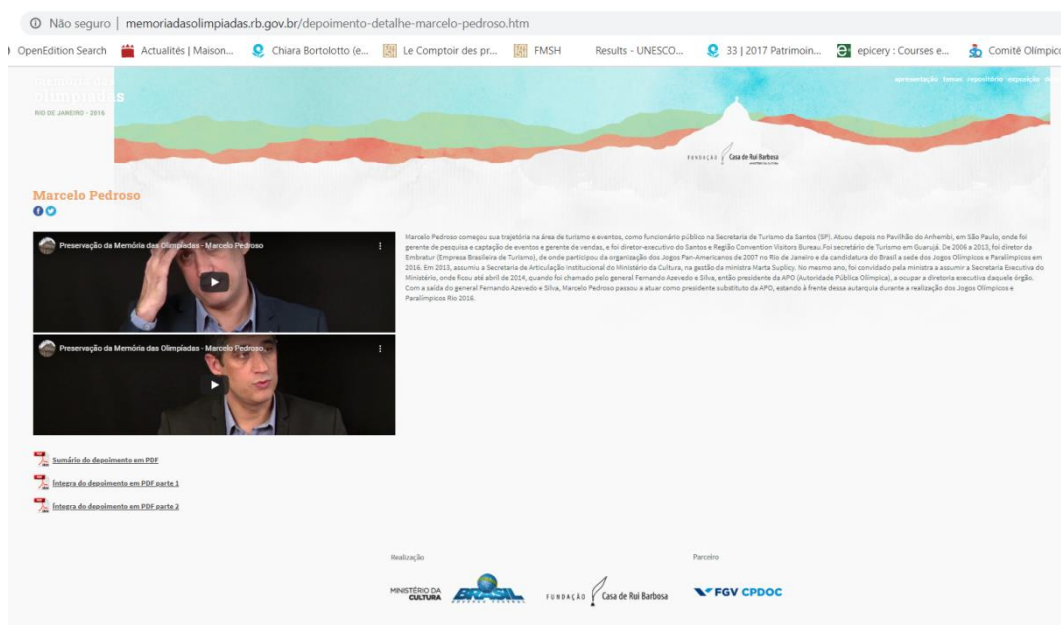 Não seguro | memoriadasolimpiadas.rb.gov.br/depoimento-detalhe-marcelo-pedroso.htm
OpenEdition Search Actualités | Maison... Chiara Bortolotto (e... Le Comptoir des pr... FMSH Results - UNESCO... 33 | 2017 Patrimoin... epicery : Courses e... Comitê Olímpico
memória das
olimpíadas
RIO DE JANEIRO - 2016
apresentação temas repositório exposição
FUNDAÇÃO Casa de Rui Barbosa
Marcelo Pedroso
Preservação da Memória das Olimpíadas - Marcelo Pedroso
Marcelo Pedroso começou sua trajetória na área de turismo e eventos, como funcionário público na Secretaria de Turismo da Santos (SP). Atuou depois no Pavilhão do Anhembi, em São Paulo, onde foi
gerente de pesquisa e captação de eventos e gerente de vendas, e foi diretor-executivo do Santos e Região Convention Visitors Bureau. Foi secretário de Turismo em Guarujá. De 2006 a 2013, foi diretor da
Embratur (Empresa Brasileira de Turismo), de onde participou da organização dos Jogos Pan-Americanos de 2007 no Rio de Janeiro e da candidatura do Brasil a sede dos Jogos Olímpicos e Paralímpicos em
2016. Em 2013, assumiu a Secretaria de Articulação Institucional do Ministério da Cultura, na gestão da ministra Marta Suplicy. No mesmo ano, foi convidado pela ministra a assumir a Secretaria Executiva do
Ministério, onde ficou até abril de 2014, quando foi chamado pelo general Fernando Azevedo e Silva, então presidente da APO (Autoridade Pública Olímpica), a ocupar a diretoria executiva daquele órgão.
Com a saída do general Fernando Azevedo e Silva, Marcelo Pedroso passou a atuar como presidente substituto da APO, estando à frente dessa autarquia durante a realização dos Jogos Olímpicos e
Paralímpicos Rio 2016.
Preservação da Memória das Olimpíadas - Marcelo Pedroso
Sumário do depoimento em PDF
Íntegra do depoimento em PDF parte 1
Íntegra do depoimento em PDF parte 2
Realização
Parceiro
MINISTÉRIO DA
CULTURA
BRASIL
GOVERNO FEDERAL
FUNDAÇÃO Casa de Rui Barbosa
FGV CPDOC